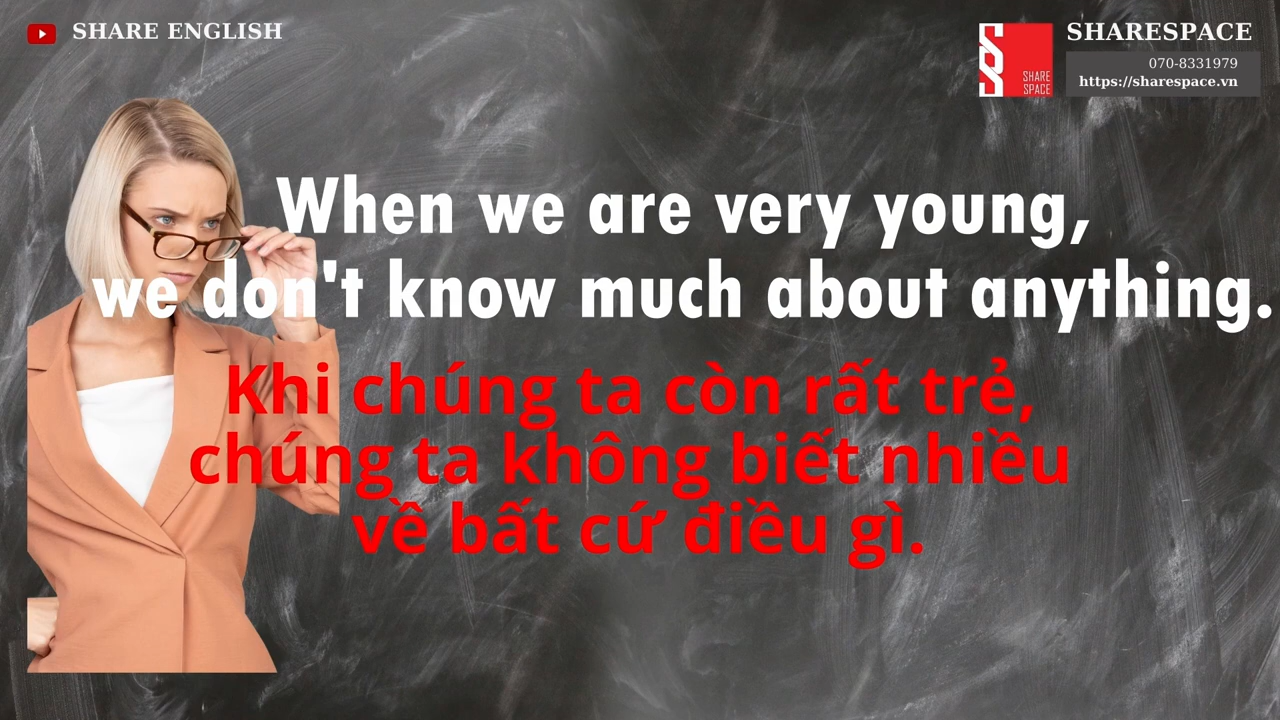 SHARE ENGLISH
SHARESPACE
070-8331979
https://sharespace.vn
SHARE
SPACE
When we are very young,
we don't know much about anything.
Khi chúng ta còn rất trẻ,
chúng ta không biết nhiều
về bất cứ điều gì.